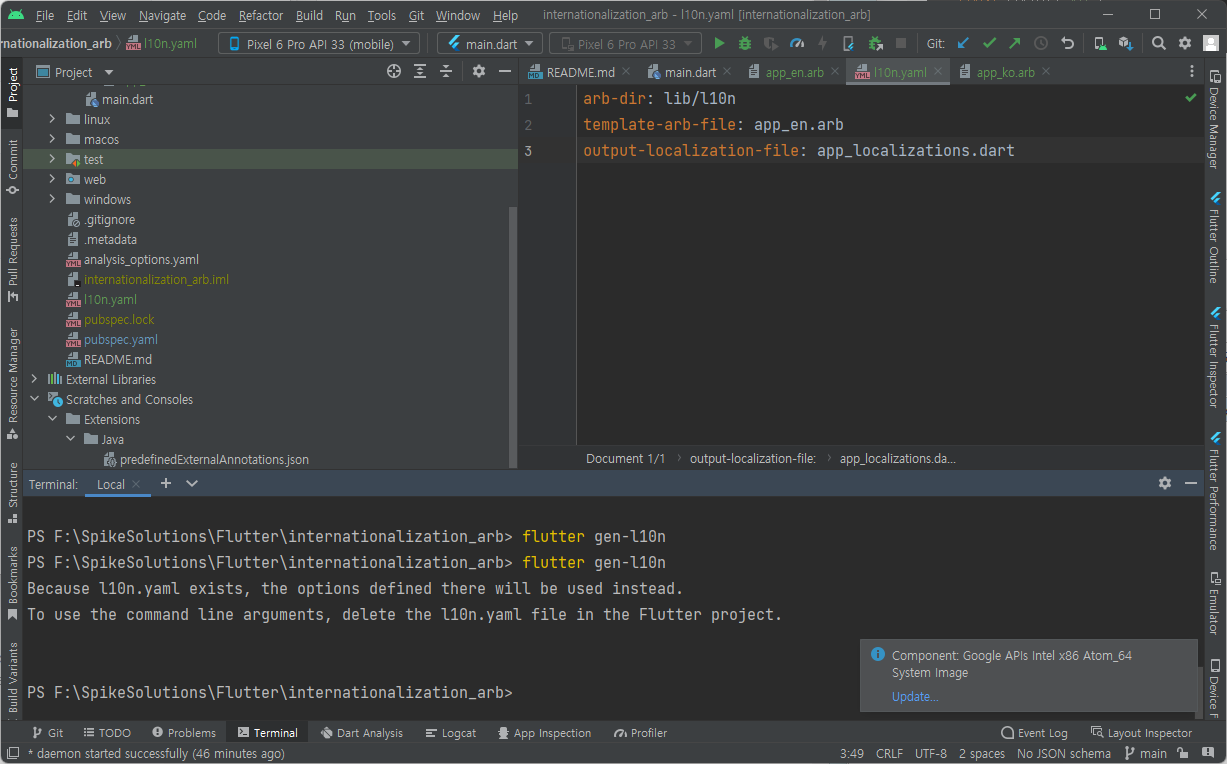 File Edit View Navigate Code Refactor Build Run Tools Git Window Help internationalization_arb - l10n.yaml [internationalization_arb]
rnationalization_arb l10n.yaml Pixel 6 Pro API 33 (mobile) main.dart Pixel 6 Pro API 33 Git:
Project
README.md main.dart app_en.arb l10n.yaml app_ko.arb
main.dart
linux
macos
test
web
windows
.gitignore
.metadata
analysis_options.yaml
internationalization_arb.iml
l10n.yaml
pubspec.lock
pubspec.yaml
README.md
External Libraries
Scratches and Consoles
Extensions
Java
predefinedExternalAnnotations.json
1 arb-dir: lib/l10n
2 template-arb-file: app_en.arb
3 output-localization-file: app_localizations.dart
Document 1/1 output-localization-file: app_localizations.da...
Project
Commit
Pull Requests
Resource Manager
Structure
Bookmarks
Build Variants
Device Manager
Flutter Outline
Flutter Inspector
Flutter Performance
Emulator
Device F
Terminal: Local
PS F:\SpikeSolutions\Flutter\internationalization_arb> flutter gen-l10n
PS F:\SpikeSolutions\Flutter\internationalization_arb> flutter gen-l10n
Because l10n.yaml exists, the options defined there will be used instead.
To use the command line arguments, delete the l10n.yaml file in the Flutter project.
PS F:\SpikeSolutions\Flutter\internationalization_arb>
Component: Google APIs Intel x86 Atom_64
System Image
Update...
Git TODO Problems Terminal Dart Analysis Logcat App Inspection Profiler Event Log Layout Inspector
* daemon started successfully (46 minutes ago) 3:49 CRLF UTF-8 2 spaces No JSON schema main